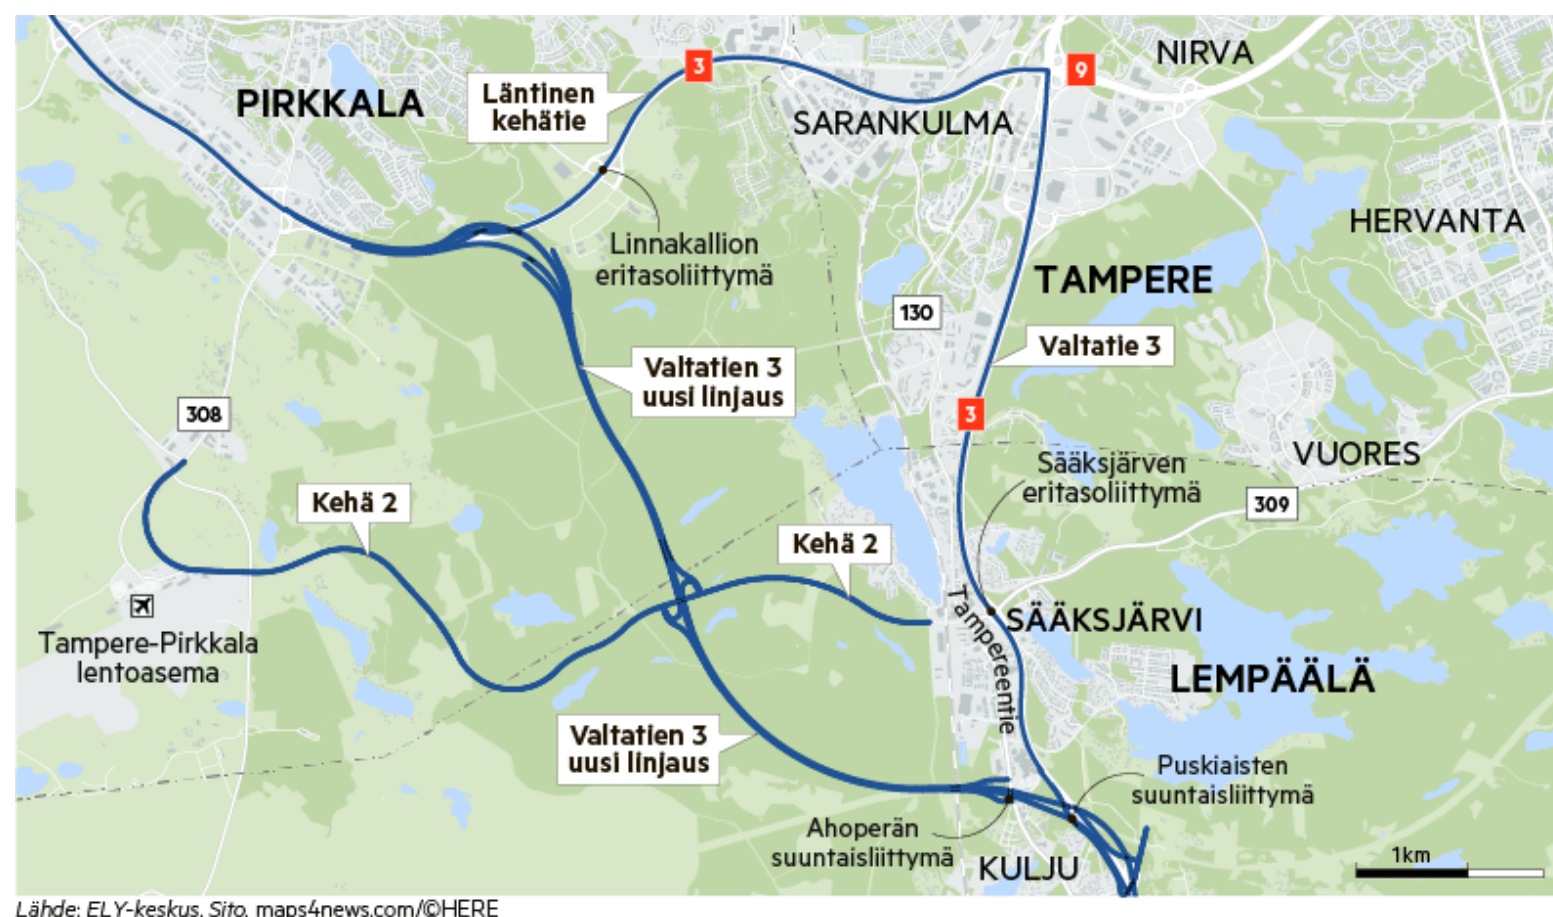 NIRVA
3
9
Läntinen
kehätie
PIRKKALA
SARANKULMA
HERVANTA
Linnakallion
eritasoliittymä
TAMPERE
130
Valtatie 3
Valtatien 3
uusi linjaus
308
3
VUORES
Sääksjärven
eritasoliittymä
Kehä 2
309
Kehä 2
Tampere-Pirkkala
lentoasema
Tampereentie
SÄÄKSJÄRVI
LEMPÄÄLÄ
Valtatien 3
uusi linjaus
Puskiaisten
suuntaisliittymä
Ahoperän
suuntaisliittymä
KULJU
1km
Lähde: ELY-keskus, Sito, maps4news.com/©HERE